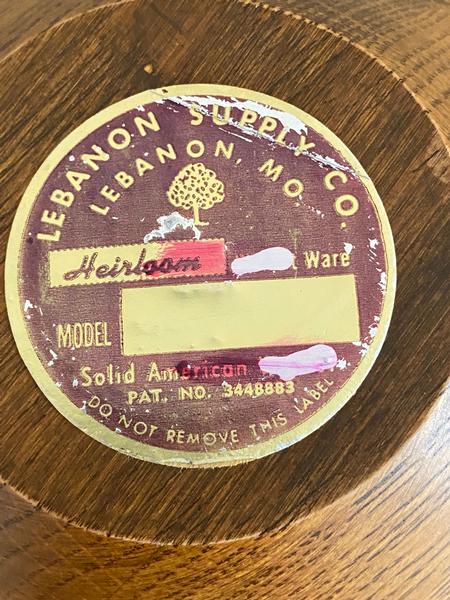 LEBANON SUPPLY CO.
LEBANON, MO.
Heirloom Ware
MODEL
Solid American
PAT. NO. 3448883
DO NOT REMOVE THIS LABEL